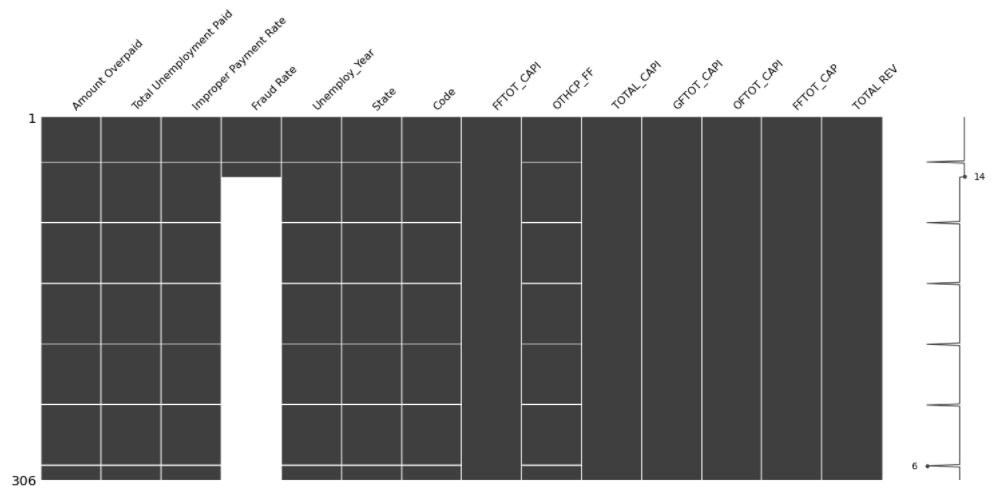 Amount Overpaid
Total Unemployment Paid
Improper Payment Rate
Fraud Rate
Unemploy_Year
State
Code
FFTOT_CAPI
OTHCP_FF
TOTAL_CAPI
GFTOT_CAPI
OFTOT_CAPI
FFTOT_CAP
TOTAL REV
1
14
6
306